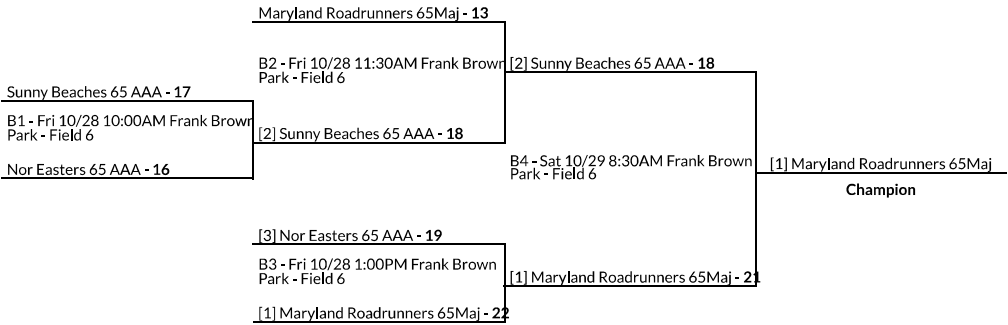 Maryland Roadrunners 65Maj - 13
B2 - Fri 10/28 11:30AM Frank Brown
Park - Field 6
[2] Sunny Beaches 65 AAA - 18
Sunny Beaches 65 AAA - 17
B1 - Fri 10/28 10:00AM Frank Brown
Park - Field 6
[2] Sunny Beaches 65 AAA - 18
Nor Easters 65 AAA - 16
B4 - Sat 10/29 8:30AM Frank Brown
Park - Field 6
[1] Maryland Roadrunners 65Maj
Champion
[3] Nor Easters 65 AAA - 19
B3 - Fri 10/28 1:00PM Frank Brown
Park - Field 6
[1] Maryland Roadrunners 65Maj - 21
[1] Maryland Roadrunners 65Maj - 22